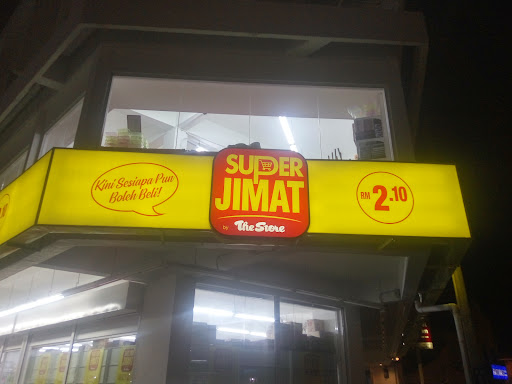 Kini Sesiapa Pun
Boleh Beli!
SUPER
JIMAT
by The Store
RM 2.10